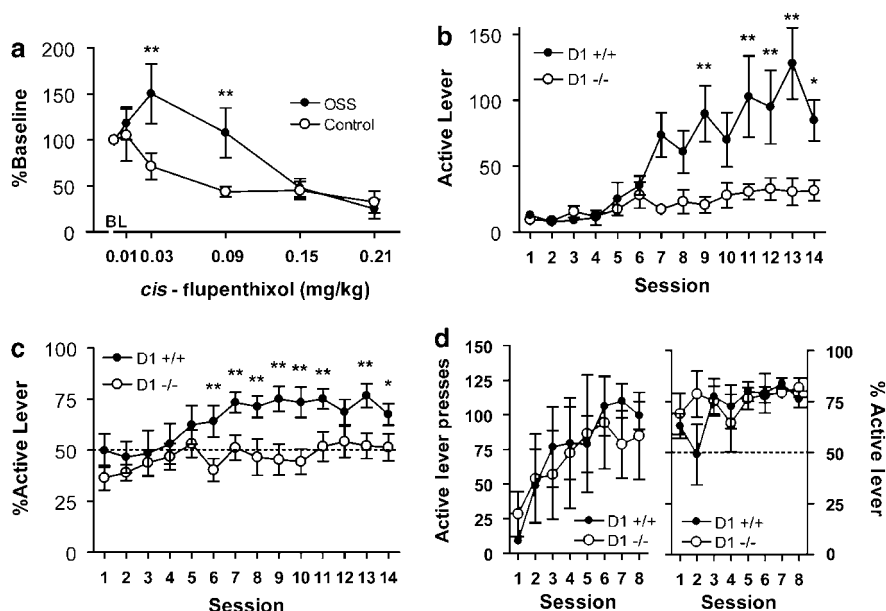 a
200
**
150
**
OSS
Control
100
50
0
BL
0.01
0.03
0.09
0.15
0.21
%Baseline
cis - flupenthixol (mg/kg)
b
150
100
50
0
D1 +/+
D1 -/-
**
**
**
**
*
Active Lever
1 2 3 4 5 6 7 8 9 10 11 12 13 14
Session
c
100
75
50
25
0
D1 +/+
D1 -/-
** ** ** ** ** ** ** *
%Active Lever
1 2 3 4 5 6 7 8 9 10 11 12 13 14
Session
d
150
125
100
75
50
25
0
Active lever presses
D1 +/+
D1 -/-
1 2 3 4 5 6 7 8
Session
D1 +/+
D1 -/-
1 2 3 4 5 6 7 8
Session
100
75
50
25
0
% Active lever